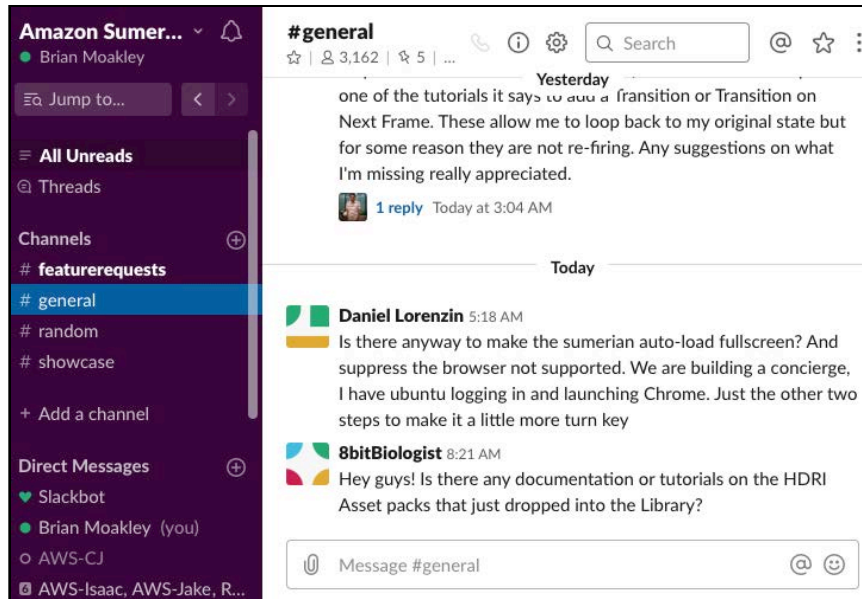 Amazon Sumer...
Brian Moakley
Jump to...
All Unreads
Threads
Channels
# featurerequests
# general
# random
# showcase
+ Add a channel
Direct Messages
Slackbot
Brian Moakley (you)
AWS-CJ
6 AWS-Isaac, AWS-Jake, R...
#general
3,162 | 5 | ...
Search
Yesterday
one of the tutorials it says to add a Transition or Transition on
Next Frame. These allow me to loop back to my original state but
for some reason they are not re-firing. Any suggestions on what
I'm missing really appreciated.
1 reply Today at 3:04 AM
Today
Daniel Lorenzin 5:18 AM
Is there anyway to make the sumerian auto-load fullscreen? And
suppress the browser not supported. We are building a concierge,
I have ubuntu logging in and launching Chrome. Just the other two
steps to make it a little more turn key
8bitBiologist 8:21 AM
Hey guys! Is there any documentation or tutorials on the HDRI
Asset packs that just dropped into the Library?
Message #general